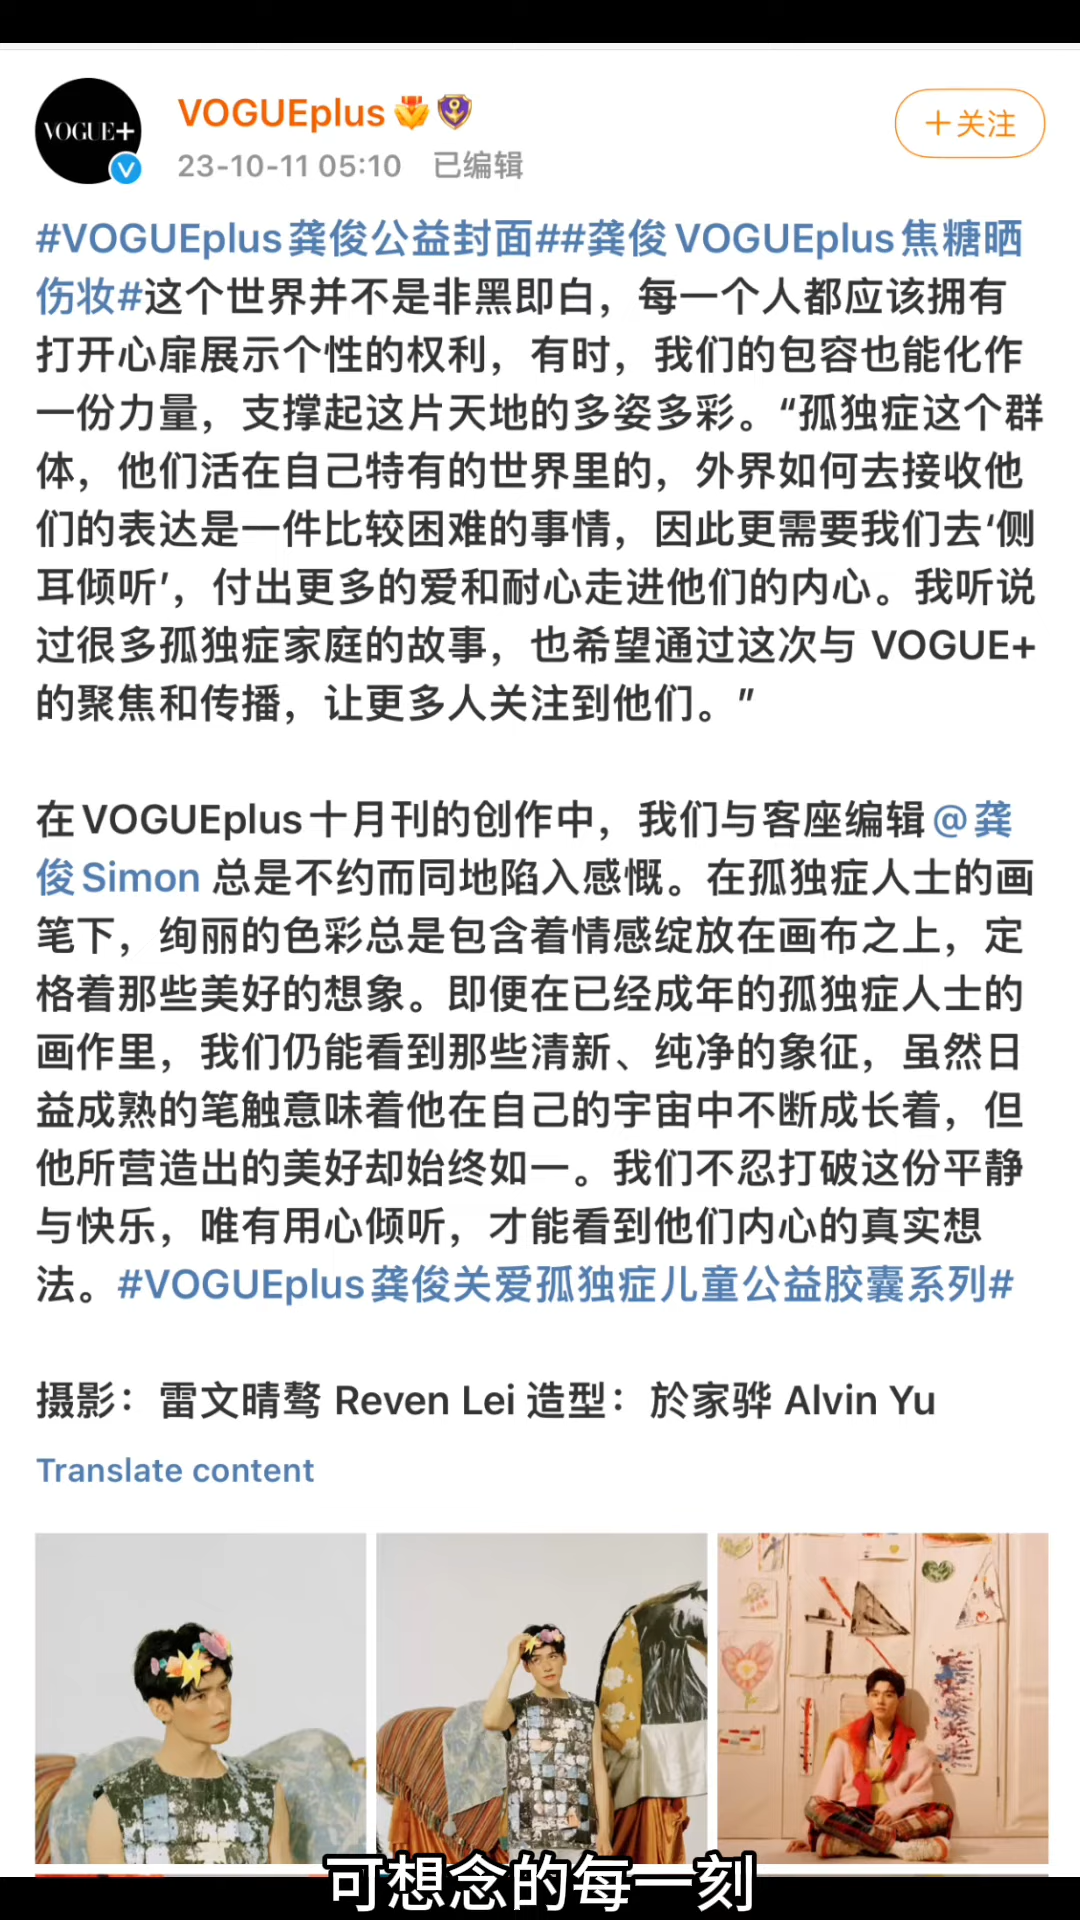 VOGUE+
VOGUEplus
+关注
23-10-11 05:10 已编辑
#VOGUEplus龚俊公益封面##龚俊VOGUEplus焦糖晒
伤妆#这个世界并不是非黑即白，每一个人都应该拥有
打开心扉展示个性的权利，有时，我们的包容也能化作
一份力量，支撑起这片天地的多姿多彩。“孤独症这个群
体，他们活在自己特有的世界里的，外界如何去接收他
们的表达是一件比较困难的事情，因此更需要我们去‘侧
耳倾听’，付出更多的爱和耐心走进他们的内心。我听说
过很多孤独症家庭的故事，也希望通过这次与 VOGUE+
的聚焦和传播，让更多人关注到他们。”
在VOGUEplus十月刊的创作中，我们与客座编辑@龚
俊Simon 总是不约而同地陷入感慨。在孤独症人士的画
笔下，绚丽的色彩总是包含着情感绽放在画布之上，定
格着那些美好的想象。即便在已经成年的孤独症人士的
画作里，我们仍能看到那些清新、纯净的象征，虽然日
益成熟的笔触意味着他在自己的宇宙中不断成长着，但
他所营造出的美好却始终如一。我们不忍打破这份平静
与快乐，唯有用心倾听，才能看到他们内心的真实想
法。#VOGUEplus龚俊关爱孤独症儿童公益胶囊系列#
摄影：雷文晴骜 Reven Lei 造型：於家骅 Alvin Yu
Translate content
可想念的每一刻